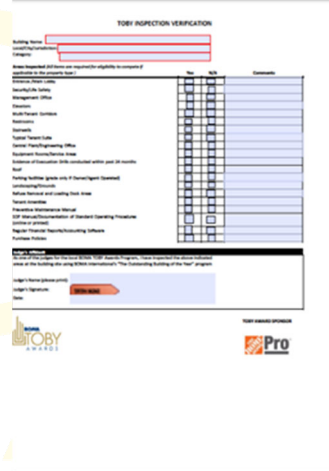 TOBY INSPECTION VERIFICATION
Building Name:
Local/City/Jurisdiction:
Category:
Areas Inspected (All items are required for eligibility to compete if
applicable to the property type.) Yes N/A Comments
Entrance /Main Lobby
Security/Life Safety
Management Office
Elevators
Multi-Tenant Corridors
Restrooms
Stairwells
Typical Tenant Suite
Central Plant/Engineering Office
Equipment Rooms/Service Areas
Evidence of Evacuation Drills conducted within past 24 months
Roof
Parking Facilities (grade only if Owner/Agent Operated)
Landscaping/Grounds
Refuse Removal and Loading Dock Areas
Tenant Amenities
Preventive Maintenance Manual
SOP Manual/Documentation of Standard Operating Procedures
(online or printed)
Regular Financial Reports/Accounting Software
Purchase Policies
Judge's Affidavit
As one of the judges for the local BOMA TOBY Awards Program, I have inspected the above indicated
areas at the building site using BOMA International's "The Outstanding Building of the Year" program
Judge's Name (please print):
Judge's Signature:
Date:
TOBY AWARD SPONSOR
BOMA
TOBY
AWARDS
Pro